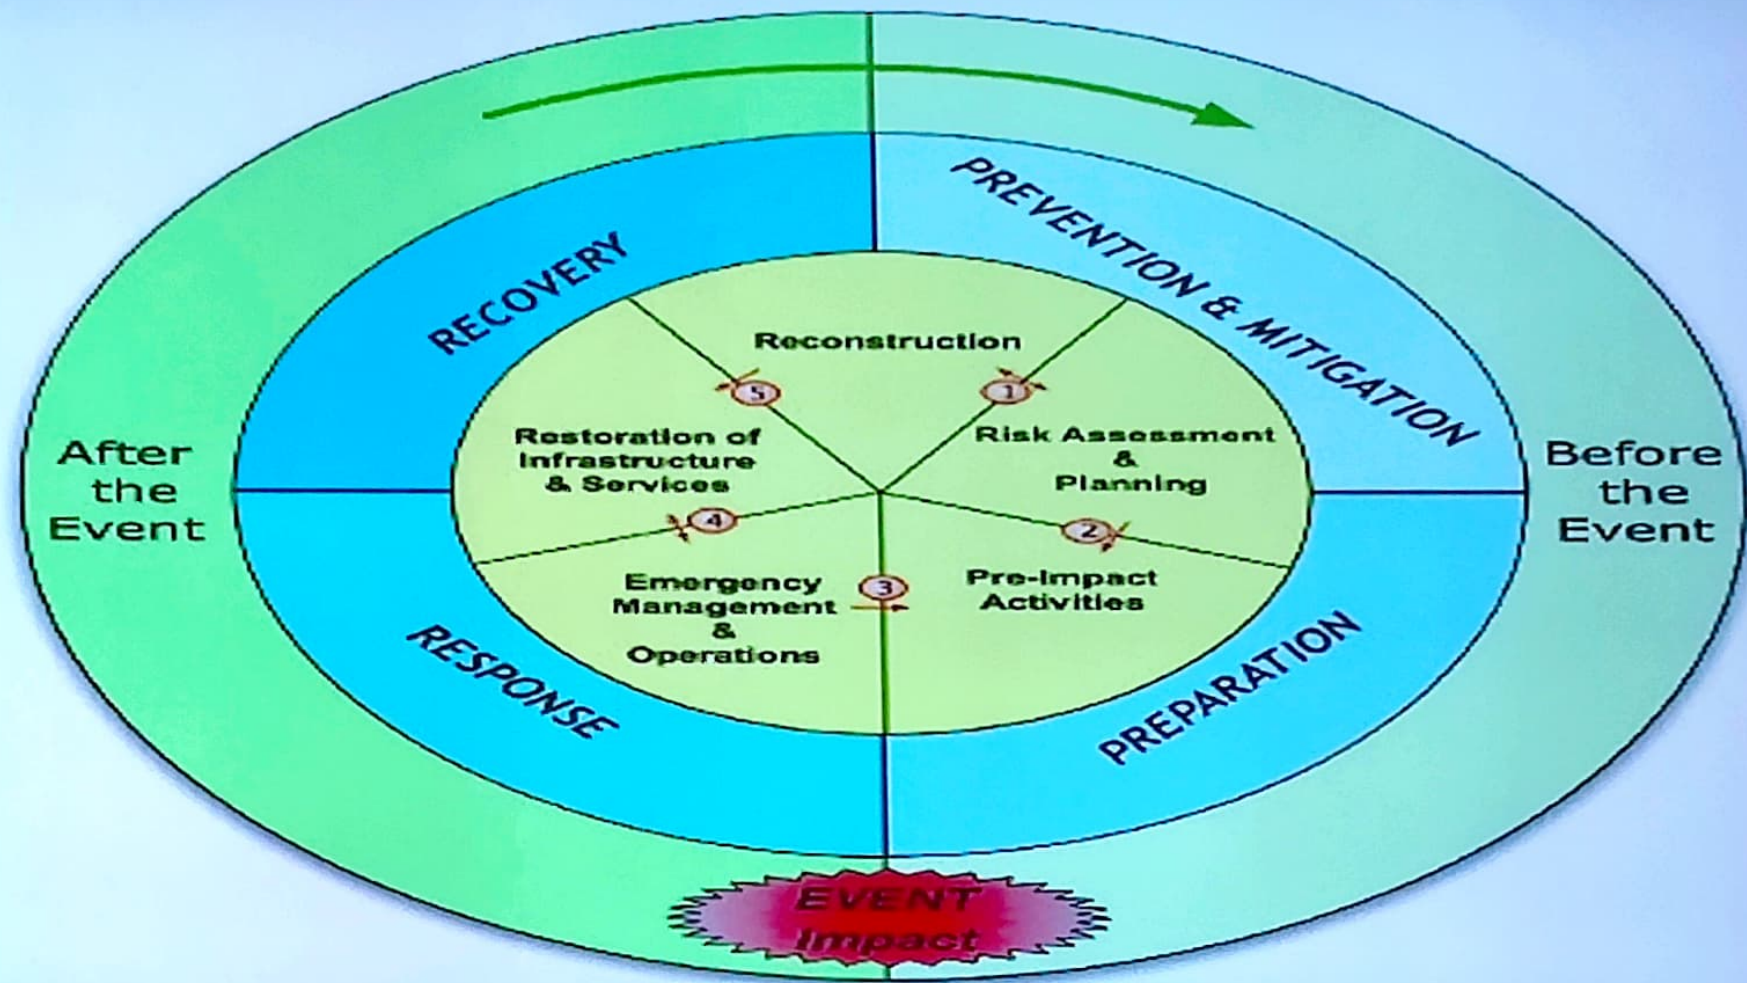 PREVENTION & MITIGATION
RECOVERY
Reconstruction
5
1
Restoration of
Infrastructure
& Services
Risk Assessment
&
Planning
After
the
Event
Before
the
Event
4
2
3
Emergency
Management
&
Operations
Pre-Impact
Activities
RESPONSE
PREPARATION
EVENT
Impact